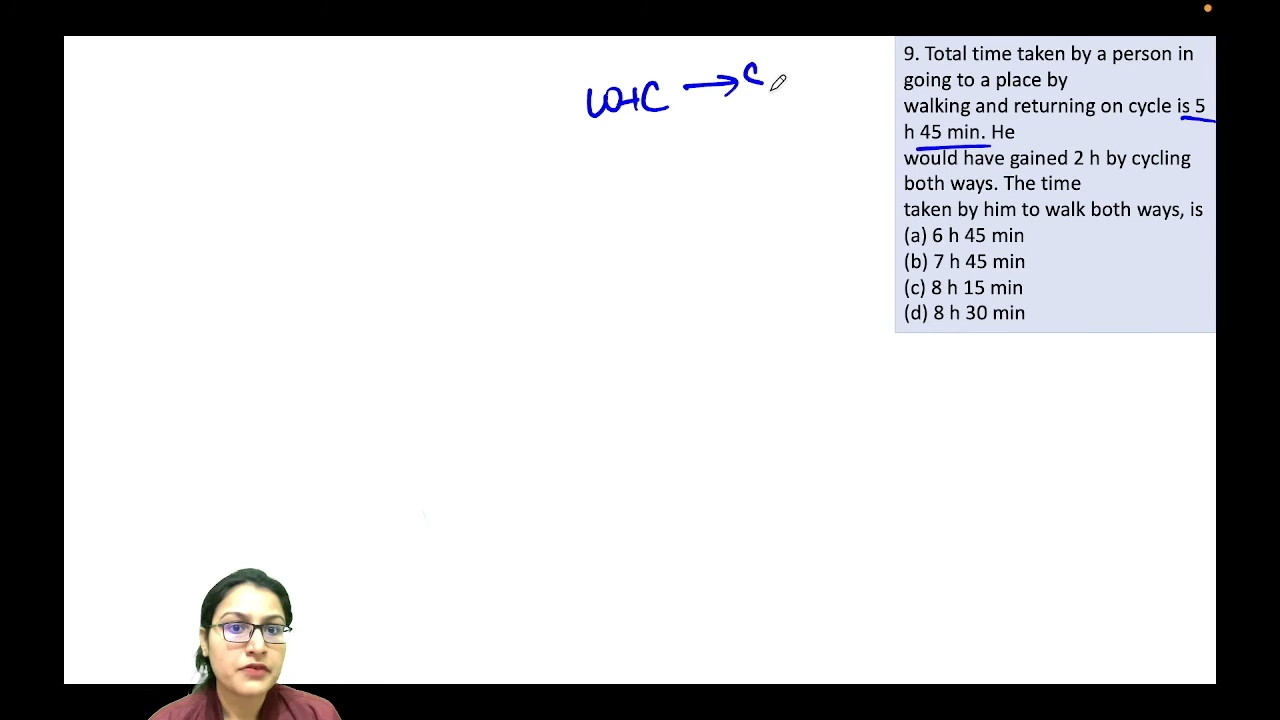 W+C → C
9. Total time taken by a person in
going to a place by
walking and returning on cycle is 5
h 45 min. He
would have gained 2 h by cycling
both ways. The time
taken by him to walk both ways, is
(a) 6 h 45 min
(b) 7 h 45 min
(c) 8 h 15 min
(d) 8 h 30 min